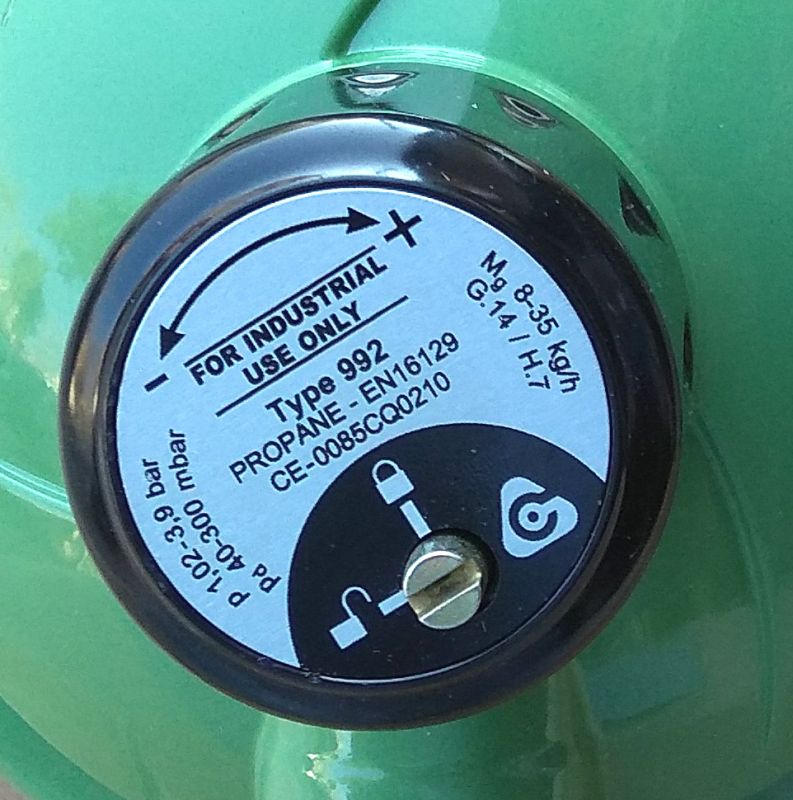 +
-
FOR INDUSTRIAL
USE ONLY
Type 992
PROPANE - EN16129
CE-0085CQ0210
Mg 8-35 kg/h
G.14 / H.7
p 1,02-3,9 bar
pd 40-300 mbar